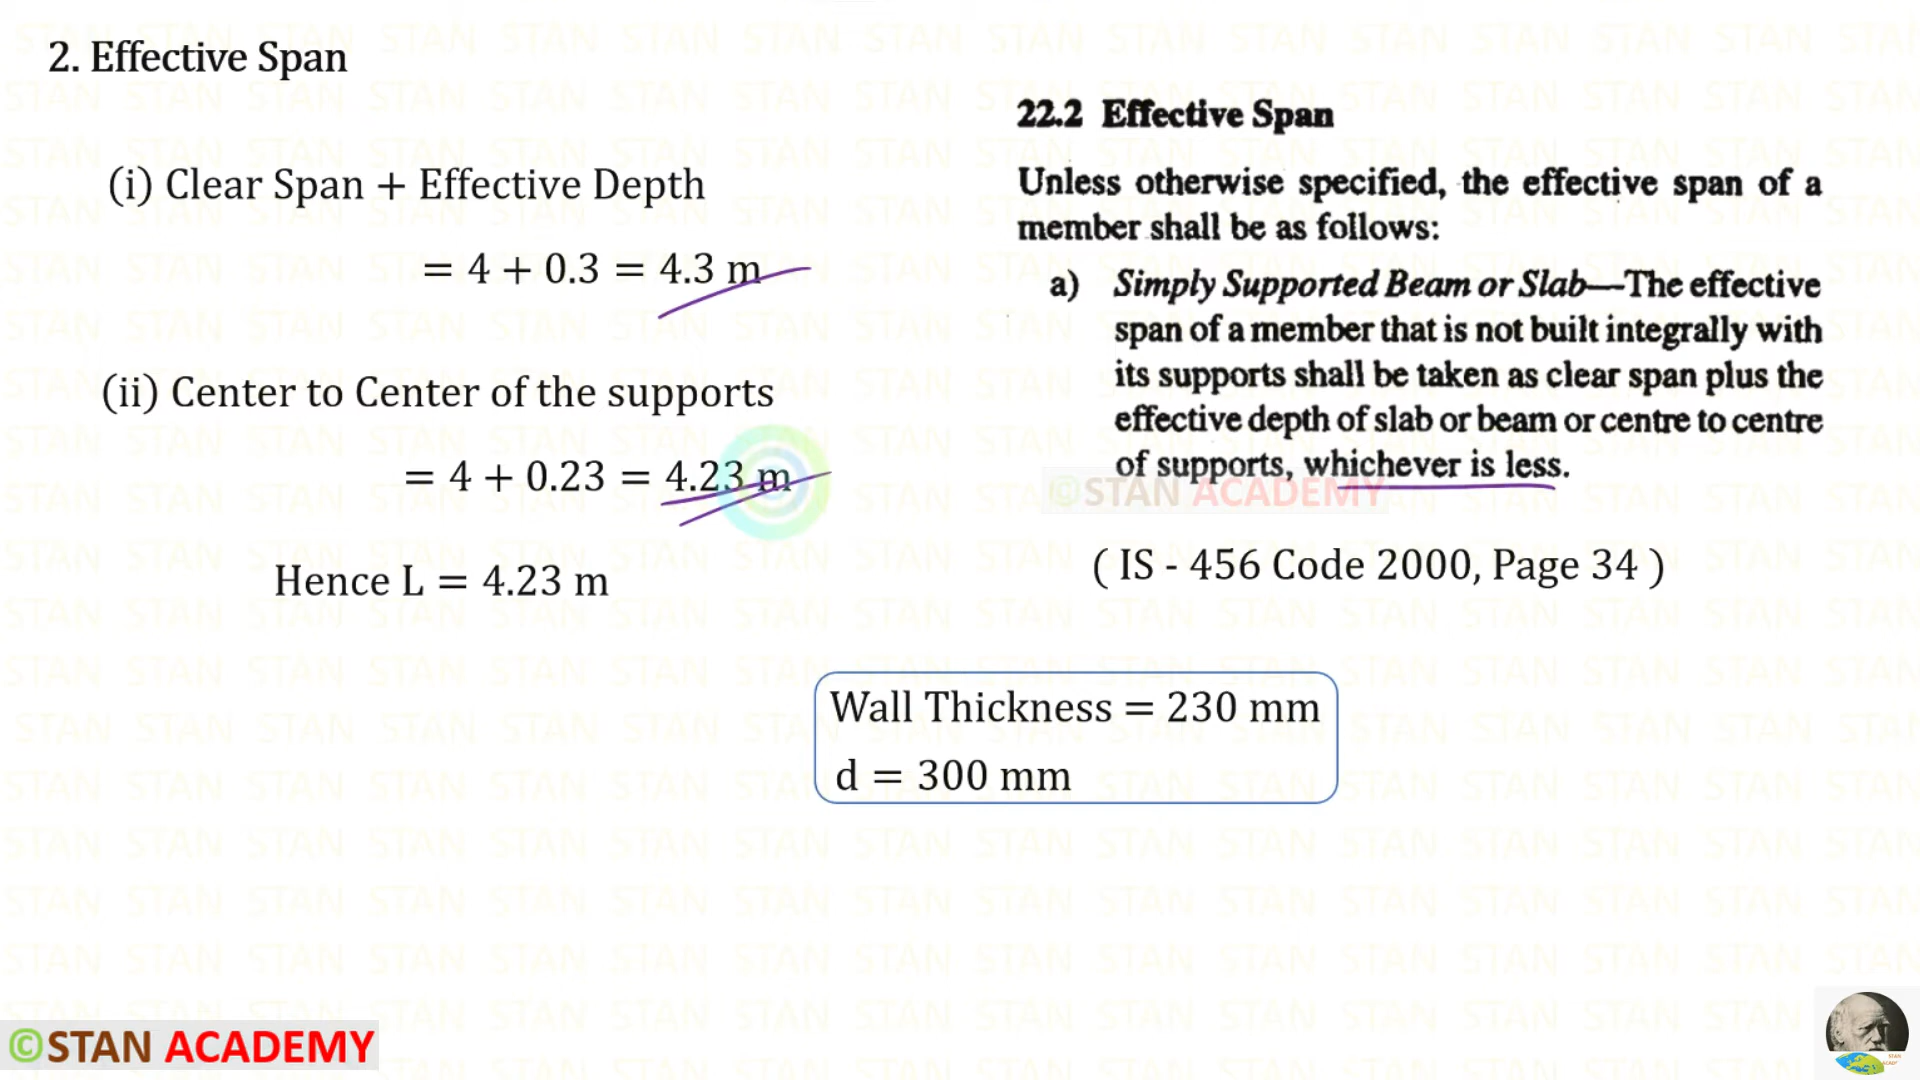 2. Effective Span
(i) Clear Span + Effective Depth
= 4 + 0.3 = 4.3 m
(ii) Center to Center of the supports
= 4 + 0.23 = 4.23 m
Hence L = 4.23 m
22.2 Effective Span
Unless otherwise specified, the effective span of a
member shall be as follows:
a) Simply Supported Beam or Slab—The effective
span of a member that is not built integrally with
its supports shall be taken as clear span plus the
effective depth of slab or beam or centre to centre
of supports, whichever is less.
©STAN ACADEMY
( IS - 456 Code 2000, Page 34 )
Wall Thickness = 230 mm
d = 300 mm
©STAN ACADEMY